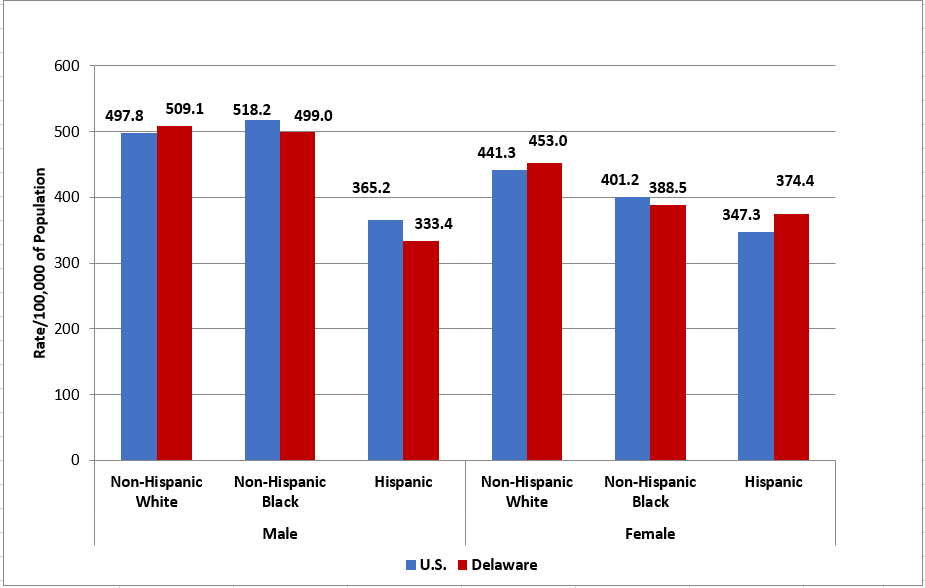 600
500
400
300
200
100
0
Rate/100,000 of Population
497.8
509.1
518.2
499.0
365.2
333.4
441.3
453.0
401.2
388.5
347.3
374.4
Non-Hispanic
White
Non-Hispanic
Black
Hispanic
Non-Hispanic
White
Non-Hispanic
Black
Hispanic
Male
Female
U.S.
Delaware